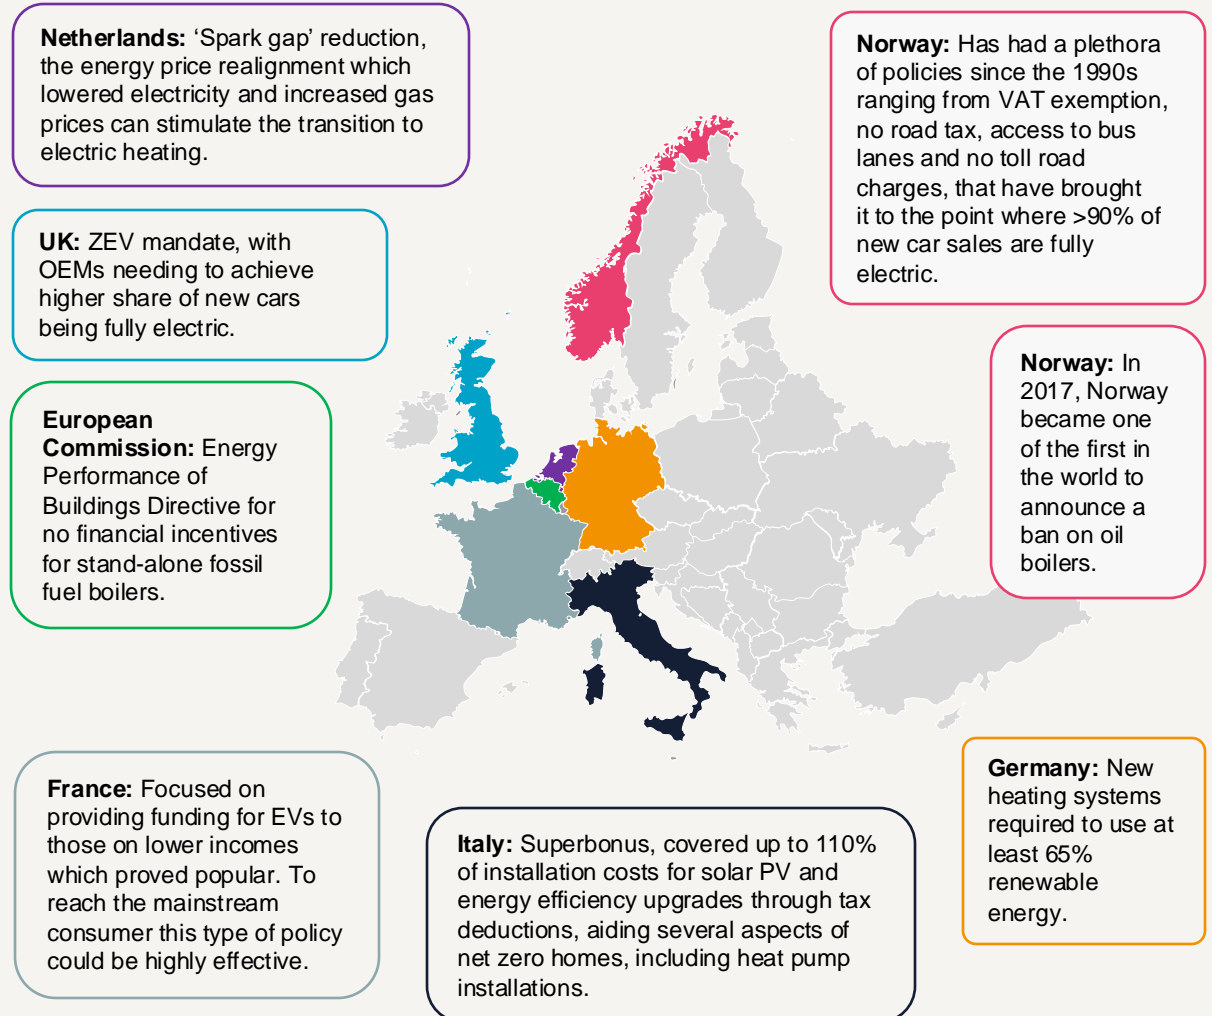 Netherlands: ‘Spark gap’ reduction,
the energy price realignment which
lowered electricity and increased gas
prices can stimulate the transition to
electric heating.
UK: ZEV mandate, with
OEMs needing to achieve
higher share of new cars
being fully electric.
European
Commission: Energy
Performance of
Buildings Directive for
no financial incentives
for stand-alone fossil
fuel boilers.
France: Focused on
providing funding for EVs to
those on lower incomes
which proved popular. To
reach the mainstream
consumer this type of policy
could be highly effective.
Italy: Superbonus, covered up to 110%
of installation costs for solar PV and
energy efficiency upgrades through tax
deductions, aiding several aspects of
net zero homes, including heat pump
installations.
Norway: Has had a plethora
of policies since the 1990s
ranging from VAT exemption,
no road tax, access to bus
lanes and no toll road
charges, that have brought
it to the point where >90% of
new car sales are fully
electric.
Norway: In
2017, Norway
became one
of the first in
the world to
announce a
ban on oil
boilers.
Germany: New
heating systems
required to use at
least 65%
renewable
energy.